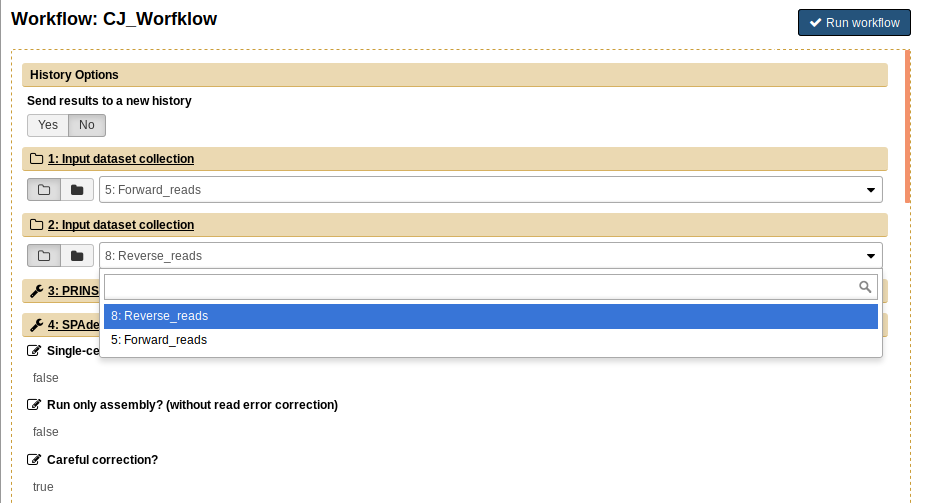 Workflow: CJ_Worfklow
Run workflow
History Options
Send results to a new history
Yes No
1: Input dataset collection
5: Forward_reads
2: Input dataset collection
8: Reverse_reads
3: PRINS
8: Reverse_reads
4: SPAde
5: Forward_reads
Single-ce
false
Run only assembly? (without read error correction)
false
Careful correction?
true